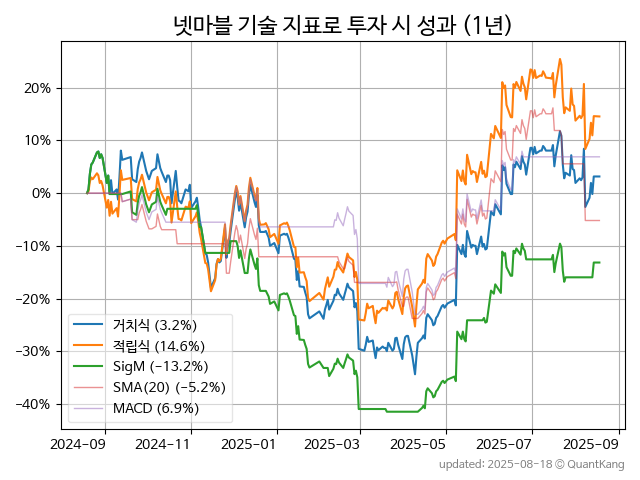 넷마블 기술 지표로 투자 시 성과 (1년)
20%
10%
0%
−10%
−20%
−30%
−40%
거치식 (3.2%)
적립식 (14.6%)
SigM (−13.2%)
SMA(20) (−5.2%)
MACD (6.9%)
2024-09 2024-11 2025-01 2025-03 2025-05 2025-07 2025-09
updated: 2025-08-18 © QuantKang